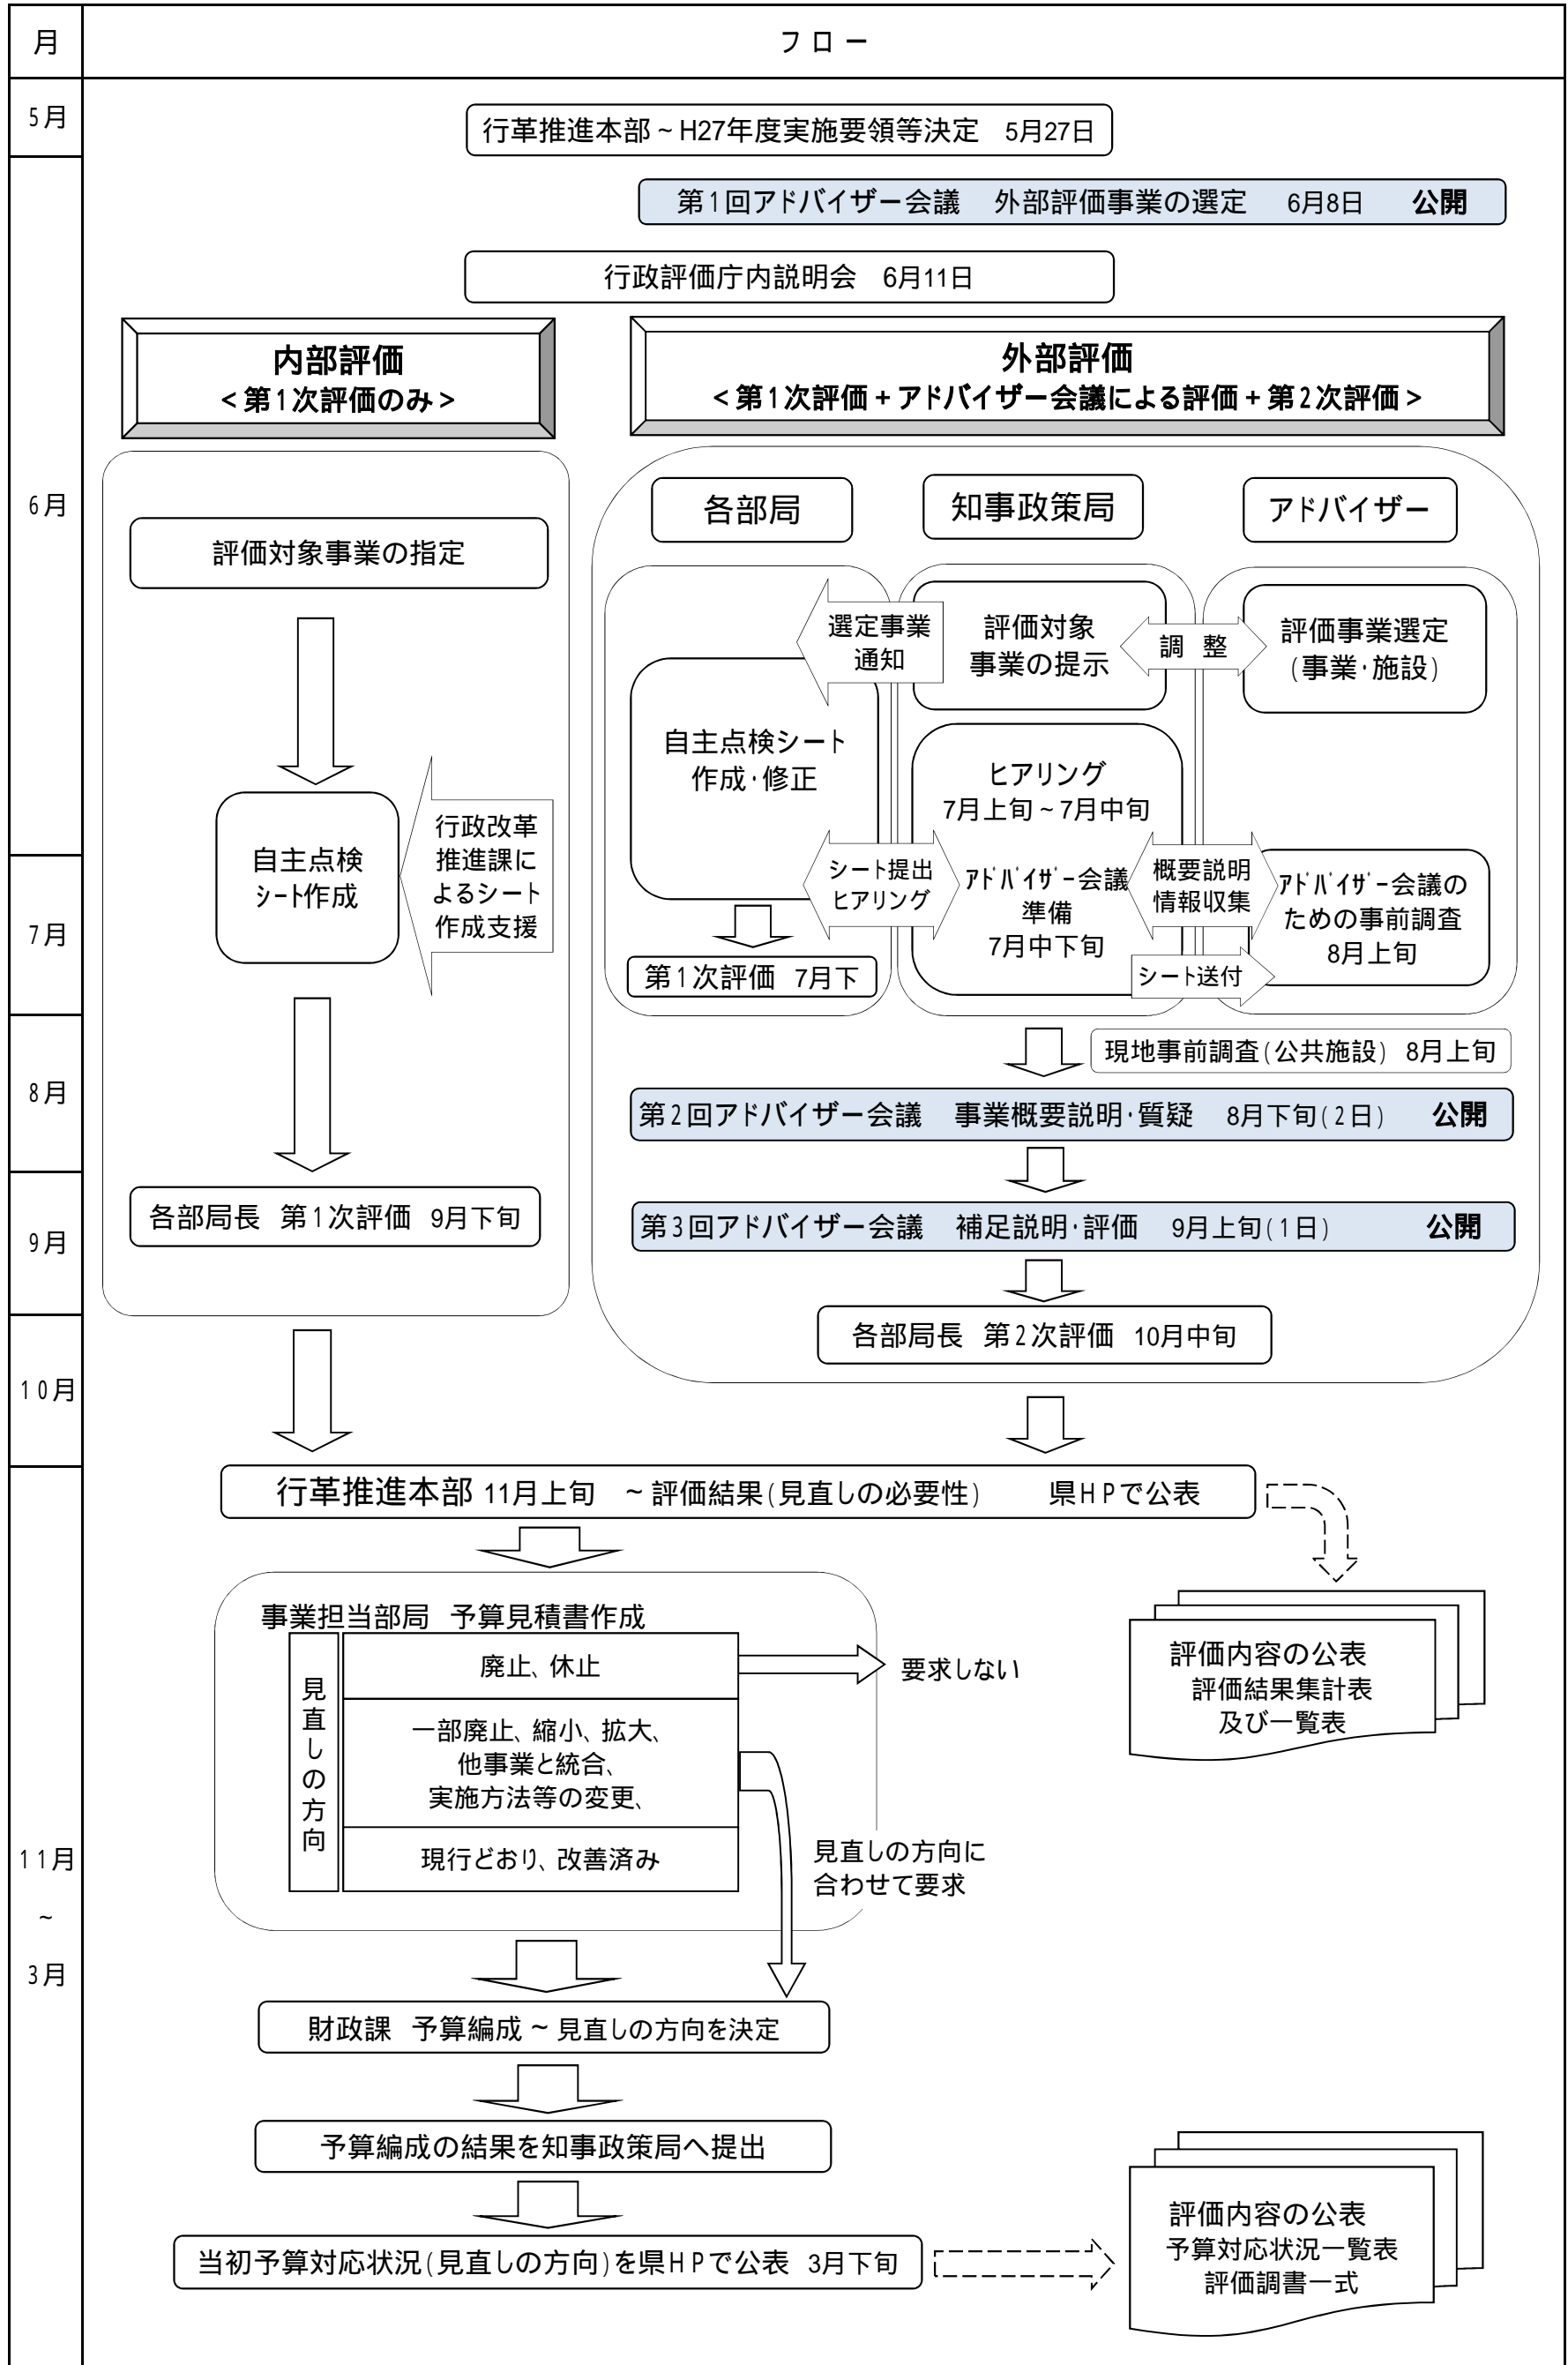 月
フロー
5月
行革推進本部～H27年度実施要領等決定 5月27日
第1回アドバイザー会議 外部評価事業の選定 6月8日 公開
行政評価庁内説明会 6月11日
内部評価
＜第1次評価のみ＞
外部評価
＜第1次評価＋アドバイザー会議による評価＋第2次評価＞
6月
評価対象事業の指定
自主点検
シート作成
行政改革
推進課に
よるシート
作成支援
各部局長 第1次評価 9月下旬
各部局
知事政策局
アドバイザー
選定事業
通知
評価対象
事業の提示
調 整
評価事業選定
(事業・施設)
自主点検シート
作成・修正
ヒアリング
7月上旬～7月中旬
シート提出
ヒアリング
アドバイザー会議
準備
7月中下旬
概要説明
情報収集
アドバイザー会議の
ための事前調査
8月上旬
7月
第1次評価 7月下
シート送付
現地事前調査(公共施設) 8月上旬
8月
第2回アドバイザー会議 事業概要説明・質疑 8月下旬(2日) 公開
9月
第3回アドバイザー会議 補足説明・評価 9月上旬(1日) 公開
各部局長 第2次評価 10月中旬
10月
行革推進本部 11月上旬 ～評価結果(見直しの必要性) 県HPで公表
事業担当部局 予算見積書作成
見直しの方向
廃止、休止
要求しない
一部廃止、縮小、拡大、
他事業と統合、
実施方法等の変更、
現行どおり、改善済み
見直しの方向に
合わせて要求
評価内容の公表
評価結果集計表
及び一覧表
11月
～
3月
財政課 予算編成～見直しの方向を決定
予算編成の結果を知事政策局へ提出
当初予算対応状況(見直しの方向)を県HPで公表 3月下旬
評価内容の公表
予算対応状況一覧表
評価調書一式